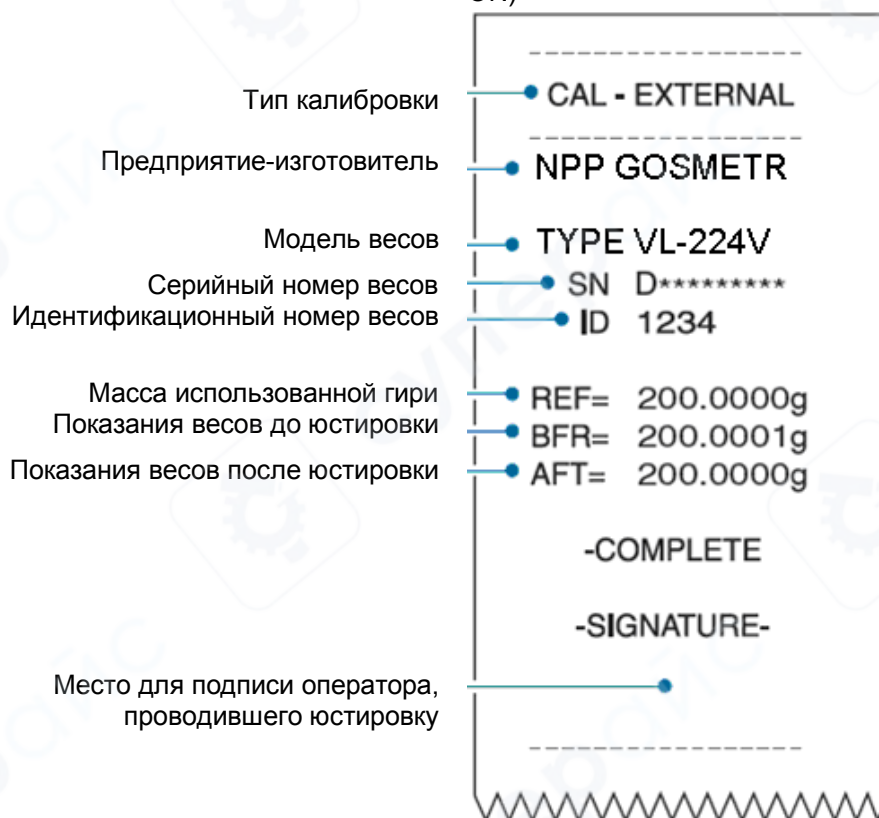 Тип калибровки
CAL - EXTERNAL
Предприятие-изготовитель
NPP GOSMETR
Модель весов
TYPE VL-224V
Серийный номер весов
SN D*********
Идентификационный номер весов
ID 1234
Масса использованной гири
REF= 200.0000g
Показания весов до юстировки
BFR= 200.0001g
Показания весов после юстировки
AFT= 200.0000g
-COMPLETE
-SIGNATURE-
Место для подписи оператора,
проводившего юстировку